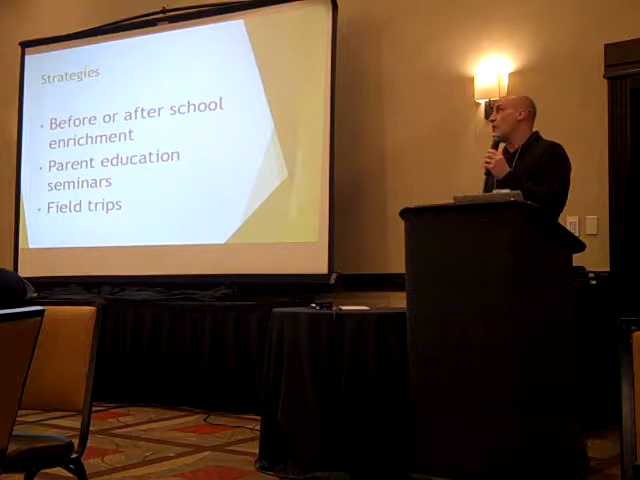 Strategies
• Before or after school
enrichment
• Parent education
seminars
• Field trips